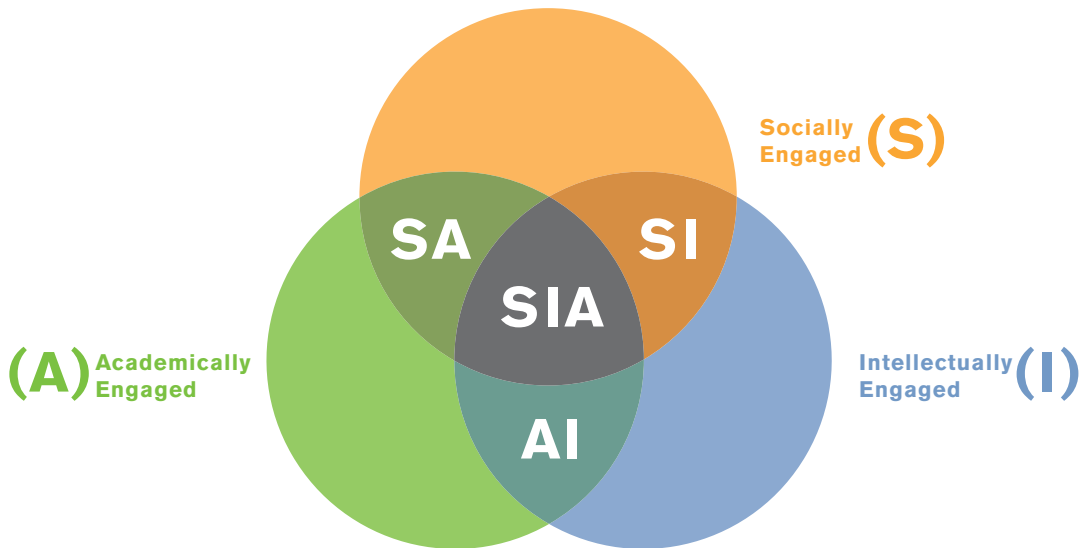 Socially
Engaged (S)
SA
SI
SIA
(A) Academically
Engaged
Intellectually (I)
Engaged
AI